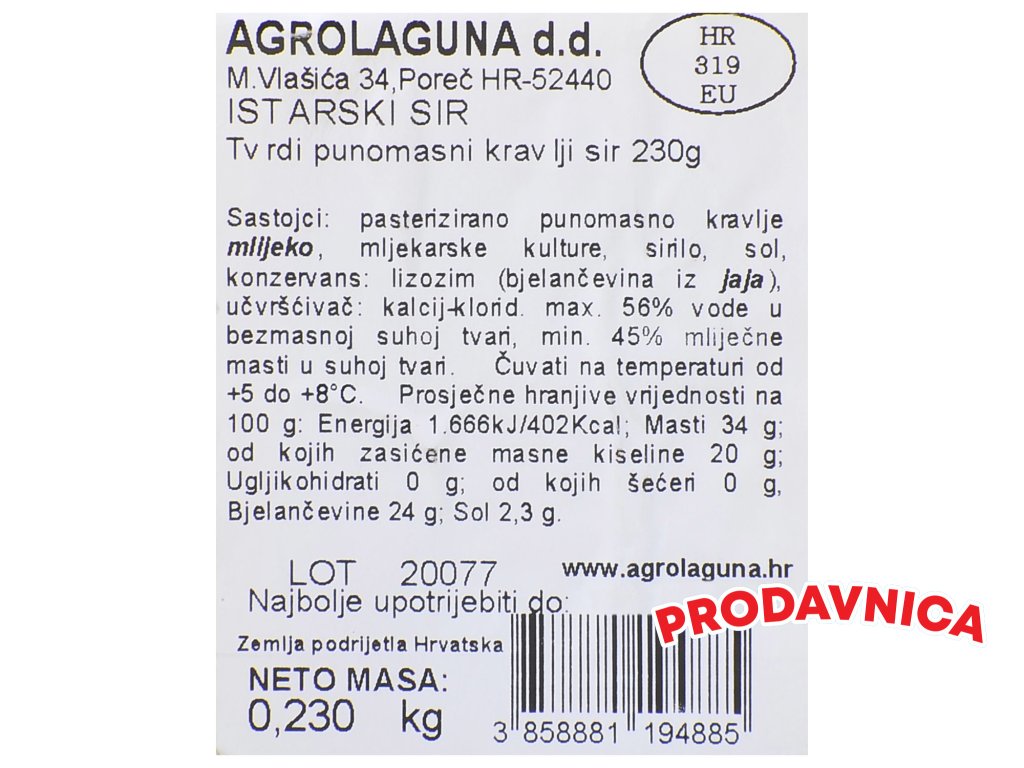 AGROLAGUNA d.d.
HR
319
EU
M.Vlašića 34,Poreč HR-52440
ISTARSKI SIR
Tvrdi punomasni kravlji sir 230g
Sastojci: pasterizirano punomasno kravlje
mlijeko, mljekarske kulture, sirilo, sol,
konzervans: lizozim (bjelančevina iz jaja),
učvršćivač: kalcij-klorid. max. 56% vode u
bezmasnoj suhoj tvari, min. 45% mliječne
masti u suhoj tvari. Čuvati na temperaturi od
+5 do +8°C. Prosječne hranjive vrijednosti na
100 g: Energija 1.666kJ/402Kcal; Masti 34 g;
od kojih zasićene masne kiseline 20 g;
Ugljikohidrati 0 g; od kojih šećeri 0 g,
Bjelančevine 24 g; Sol 2,3 g.
LOT 20077
www.agrolaguna.hr
Najbolje upotrijebiti do:
PRODAVNICA
Zemlja podrijetla Hrvatska
NETO MASA:
0,230 kg
3 858881 194885